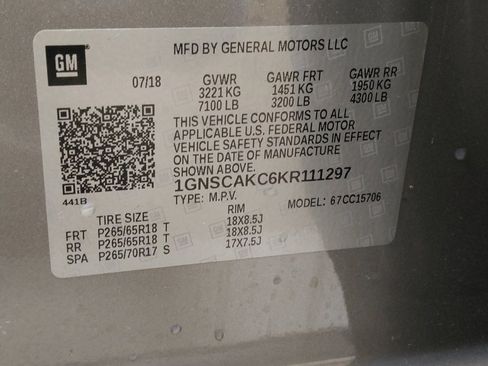 GM
MFD BY GENERAL MOTORS LLC
07/18 GVWR GAWR FRT GAWR RR
3221 KG 1451 KG 1950 KG
7100 LB 3200 LB 4300 LB
THIS VEHICLE CONFORMS TO ALL
APPLICABLE U.S. FEDERAL MOTOR
VEHICLE SAFETY STANDARDS IN EFFECT
ON THE DATE OF MANUFACTURE
SHOWN ABOVE.
1GNSCAKC6KR111297
441B TYPE: M.P.V. MODEL: 67CC15706
TIRE SIZE RIM
FRT P265/65R18 T 18X8.5J
RR P265/65R18 T 18X8.5J
SPA P265/70R17 S 17X7.5J